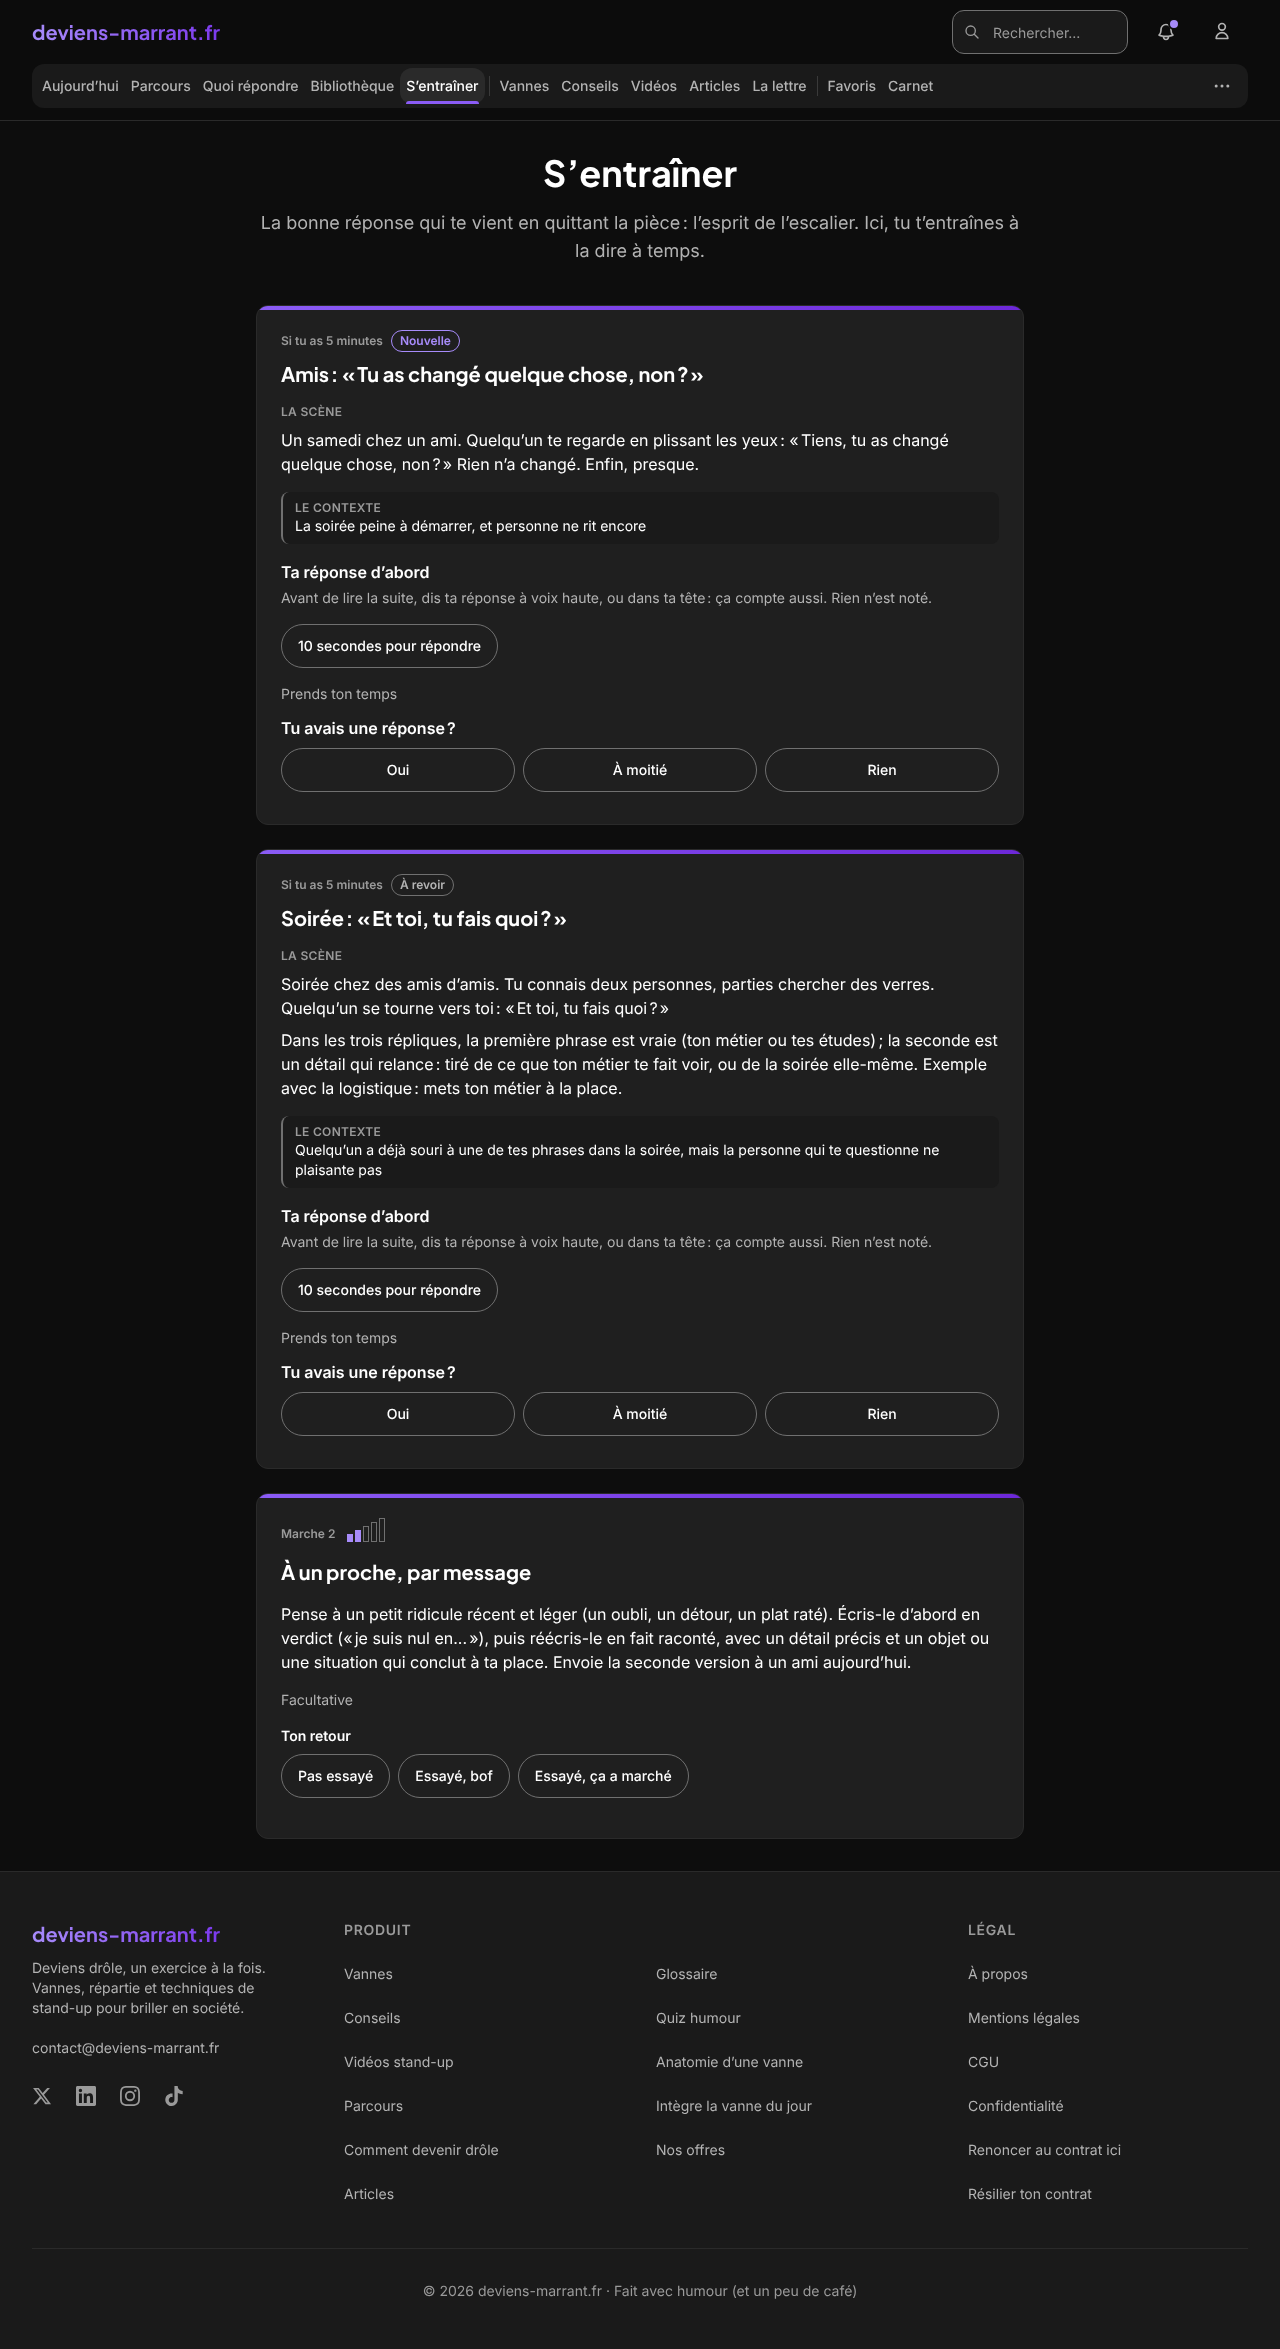 deviens-marrant.fr
Rechercher...
Aujourd’hui Parcours Quoi répondre Bibliothèque S’entraîner Vannes Conseils Vidéos Articles La lettre Favoris Carnet
S’entraîner
La bonne réponse qui te vient en quittant la pièce : l’esprit de l’escalier. Ici, tu t’entraînes à
la dire à temps.
Si tu as 5 minutes Nouvelle
Amis : « Tu as changé quelque chose, non ? »
LA SCÈNE
Un samedi chez un ami. Quelqu’un te regarde en plissant les yeux : « Tiens, tu as changé
quelque chose, non ? » Rien n’a changé. Enfin, presque.
LE CONTEXTE
La soirée peine à démarrer, et personne ne rit encore
Ta réponse d’abord
Avant de lire la suite, dis ta réponse à voix haute, ou dans ta tête : ça compte aussi. Rien n’est noté.
10 secondes pour répondre
Prends ton temps
Tu avais une réponse ?
Oui À moitié Rien
Si tu as 5 minutes À revoir
Soirée : « Et toi, tu fais quoi ? »
LA SCÈNE
Soirée chez des amis d’amis. Tu connais deux personnes, parties chercher des verres.
Quelqu’un se tourne vers toi : « Et toi, tu fais quoi ? »
Dans les trois répliques, la première phrase est vraie (ton métier ou tes études) ; la seconde est
un détail qui relance : tiré de ce que ton métier te fait voir, ou de la soirée elle-même. Exemple
avec la logistique : mets ton métier à la place.
LE CONTEXTE
Quelqu’un a déjà souri à une de tes phrases dans la soirée, mais la personne qui te questionne ne
plaisante pas
Ta réponse d’abord
Avant de lire la suite, dis ta réponse à voix haute, ou dans ta tête : ça compte aussi. Rien n’est noté.
10 secondes pour répondre
Prends ton temps
Tu avais une réponse ?
Oui À moitié Rien
Marche 2
À un proche, par message
Pense à un petit ridicule récent et léger (un oubli, un détour, un plat raté). Écris-le d’abord en
verdict (« je suis nul en… »), puis réécris-le en fait raconté, avec un détail précis et un objet ou
une situation qui conclut à ta place. Envoie la seconde version à un ami aujourd’hui.
Facultative
Ton retour
Pas essayé Essayé, bof Essayé, ça a marché
deviens-marrant.fr
Deviens drôle, un exercice à la fois.
Vannes, répartie et techniques de
stand-up pour briller en société.
contact@deviens-marrant.fr
PRODUIT
Vannes
Conseils
Vidéos stand-up
Parcours
Comment devenir drôle
Articles
Glossaire
Quiz humour
Anatomie d’une vanne
Intègre la vanne du jour
Nos offres
LÉGAL
À propos
Mentions légales
CGU
Confidentialité
Renoncer au contrat ici
Résilier ton contrat
© 2026 deviens-marrant.fr · Fait avec humour (et un peu de café)